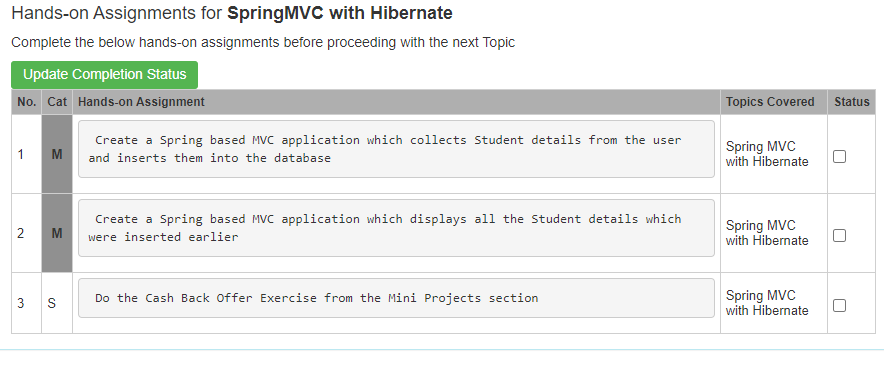 Hands-on Assignments for SpringMVC with Hibernate
Complete the below hands-on assignments before proceeding with the next Topic
Update Completion Status
No. Cat Hands-on Assignment Topics Covered Status
1 M Create a Spring based MVC application which collects Student details from the user
and inserts them into the database
Spring MVC
with Hibernate
2 M Create a Spring based MVC application which displays all the Student details which
were inserted earlier
Spring MVC
with Hibernate
3 S Do the Cash Back Offer Exercise from the Mini Projects section
Spring MVC
with Hibernate